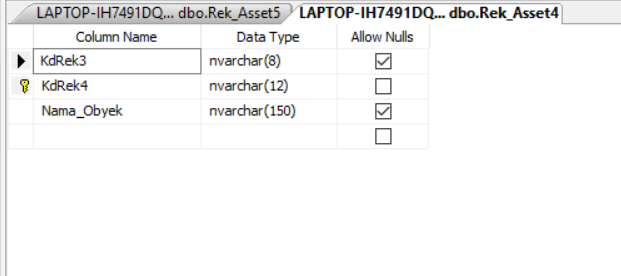 LAPTOP-IH7491DQ... dbo.Rek_Asset5 LAPTOP-IH7491DQ... dbo.Rek_Asset4
Column Name Data Type Allow Nulls
KdRek3 nvarchar(8)
KdRek4 nvarchar(12)
Nama_Obyek nvarchar(150)